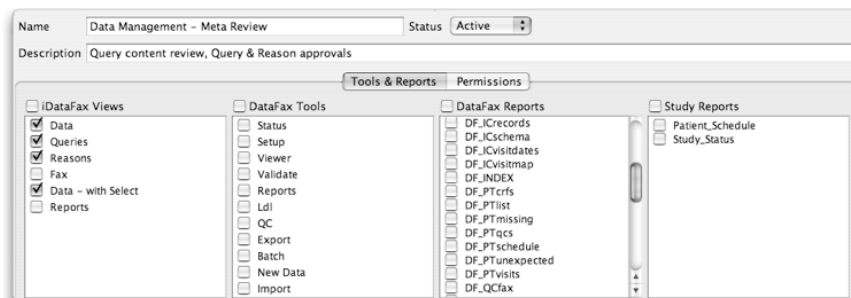 Name Data Management - Meta Review Status Active
Description Query content review, Query & Reason approvals
Tools & Reports Permissions
iDataFax Views
Data
Queries
Reasons
Fax
Data - with Select
Reports
DataFax Tools
Status
Setup
Viewer
Validate
Reports
Ldl
QC
Export
Batch
New Data
Import
DataFax Reports
DF_ICrecords
DF_ICschema
DF_ICvisitdates
DF_ICvisitmap
DF_INDEX
DF_PTcrfs
DF_PTlist
DF_PTmissing
DF_PTqcs
DF_PTschedule
DF_PTunexpected
DF_PTvisits
DF_QCfax
Study Reports
Patient_Schedule
Study_Status